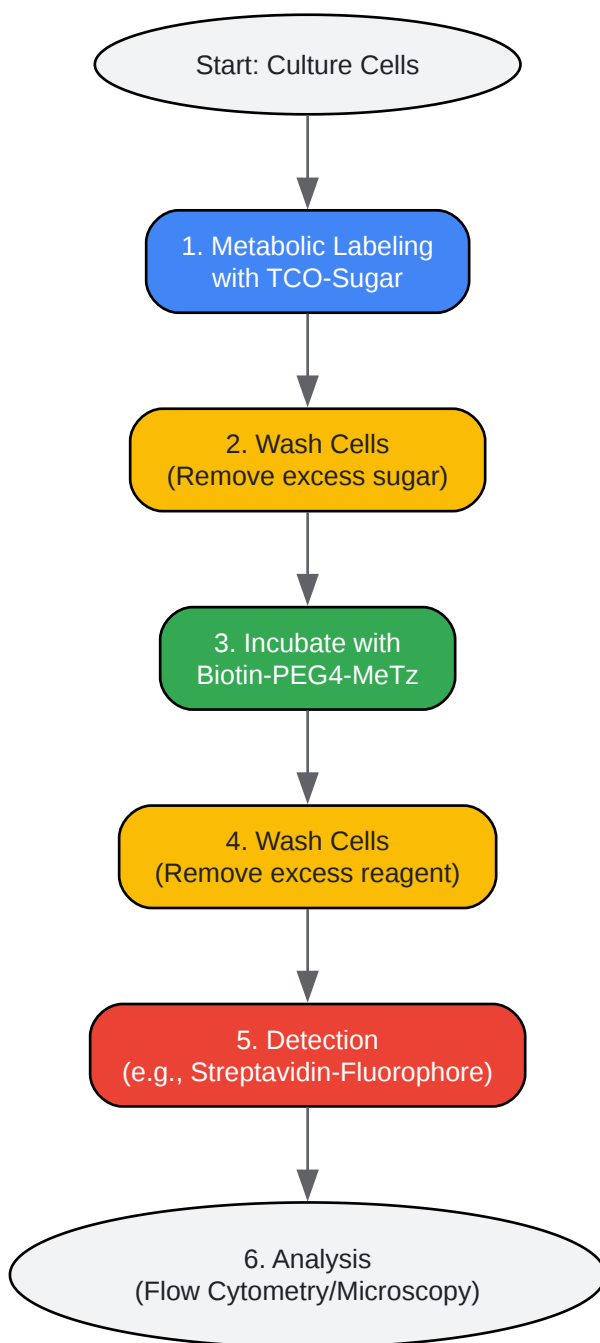 Start: Culture Cells
1. Metabolic Labeling
with TCO-Sugar
2. Wash Cells
(Remove excess sugar)
3. Incubate with
Biotin-PEG4-MeTz
4. Wash Cells
(Remove excess reagent)
5. Detection
(e.g., Streptavidin-Fluorophore)
6. Analysis
(Flow Cytometry/Microscopy)